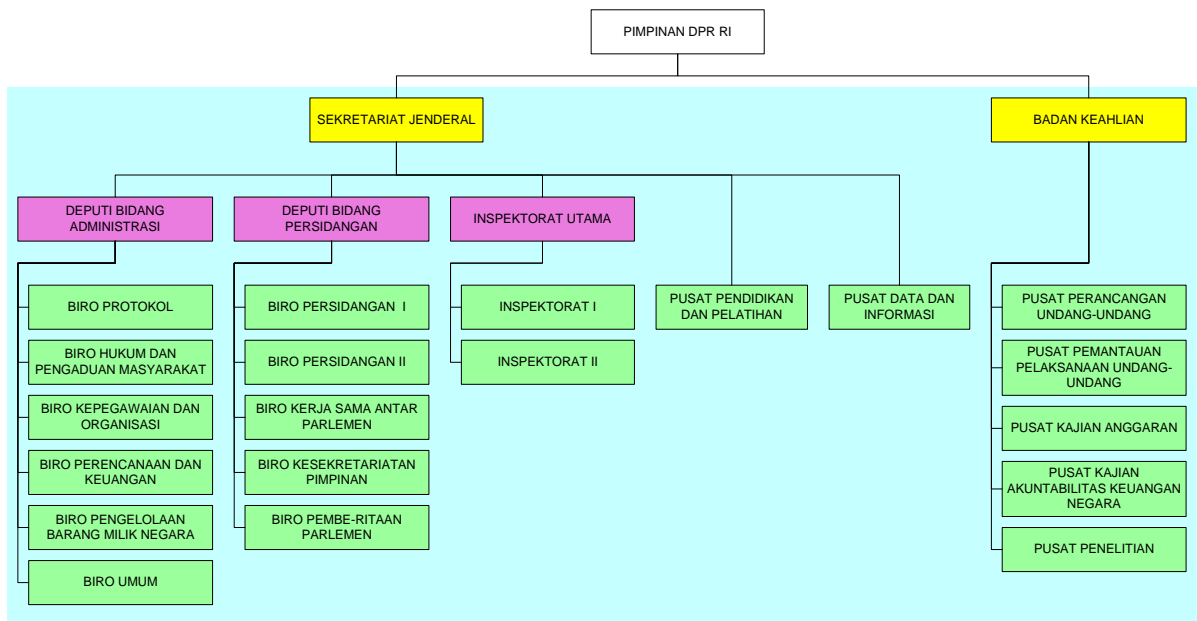 PIMPINAN DPR RI
SEKRETARIAT JENDERAL
BADAN KEAHLIAN
DEPUTI BIDANG
ADMINISTRASI
DEPUTI BIDANG
PERSIDANGAN
INSPEKTORAT UTAMA
BIRO PROTOKOL
BIRO HUKUM DAN
PENGADUAN MASYARAKAT
BIRO KEPEGAWAIAN DAN
ORGANISASI
BIRO PERENCANAAN DAN
KEUANGAN
BIRO PENGELOLAAN
BARANG MILIK NEGARA
BIRO UMUM
BIRO PERSIDANGAN I
BIRO PERSIDANGAN II
BIRO KERJA SAMA ANTAR
PARLEMEN
BIRO KESEKRETARIATAN
PIMPINAN
BIRO PEMBE-RITAAN
PARLEMEN
INSPEKTORAT I
INSPEKTORAT II
PUSAT PENDIDIKAN
DAN PELATIHAN
PUSAT DATA DAN
INFORMASI
PUSAT PERANCANGAN
UNDANG-UNDANG
PUSAT PEMANTAUAN
PELAKSANAAN UNDANG-
UNDANG
PUSAT KAJIAN ANGGARAN
PUSAT KAJIAN
AKUNTABILITAS KEUANGAN
NEGARA
PUSAT PENELITIAN